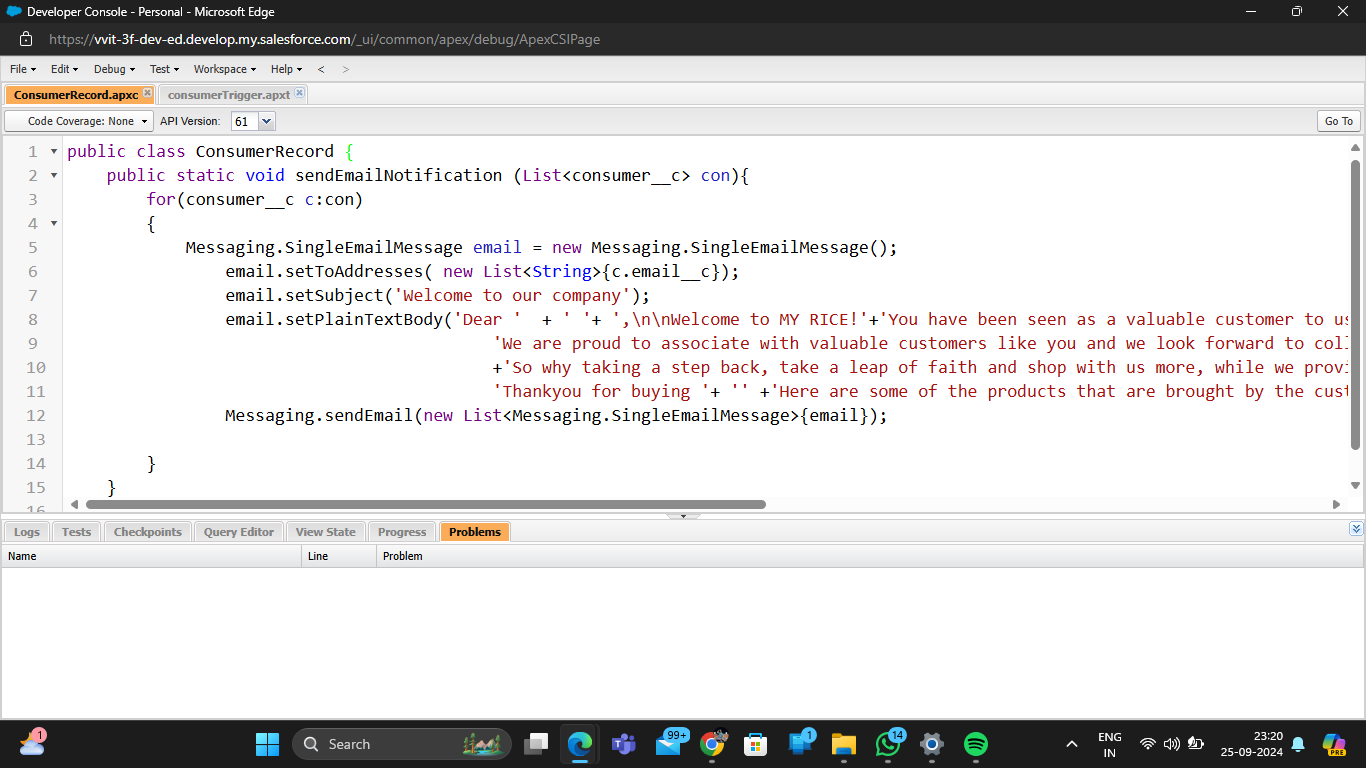 Developer Console - Personal - Microsoft Edge
https://vvit-3f-dev-ed.develop.my.salesforce.com/_ui/common/apex/debug/ApexCSIPage
File Edit Debug Test Workspace Help < >
ConsumerRecord.apxc consumerTrigger.apxt
Code Coverage: None API Version: 61 Go To
1 public class ConsumerRecord {
2 public static void sendEmailNotification (List<consumer__c> con){
3 for(consumer__c c:con)
4 {
5 Messaging.SingleEmailMessage email = new Messaging.SingleEmailMessage();
6 email.setToAddresses( new List<String>{c.email__c});
7 email.setSubject('Welcome to our company');
8 email.setPlainTextBody('Dear ' + ' '+ ',\n\nWelcome to MY RICE!'+'You have been seen as a valuable customer to
9 'We are proud to associate with valuable customers like you and we look forward to
10 +'So why taking a step back, take a leap of faith and shop with us more, while we
11 'Thankyou for buying '+ '' +'Here are some of the products that are brought by the
12 Messaging.sendEmail(new List<Messaging.SingleEmailMessage>{email});
13
14 }
15 }
16
Logs Tests Checkpoints Query Editor View State Progress Problems
Name Line Problem
1 Search 99+ 1 14 ENG 23:20
IN 25-09-2024 PRE